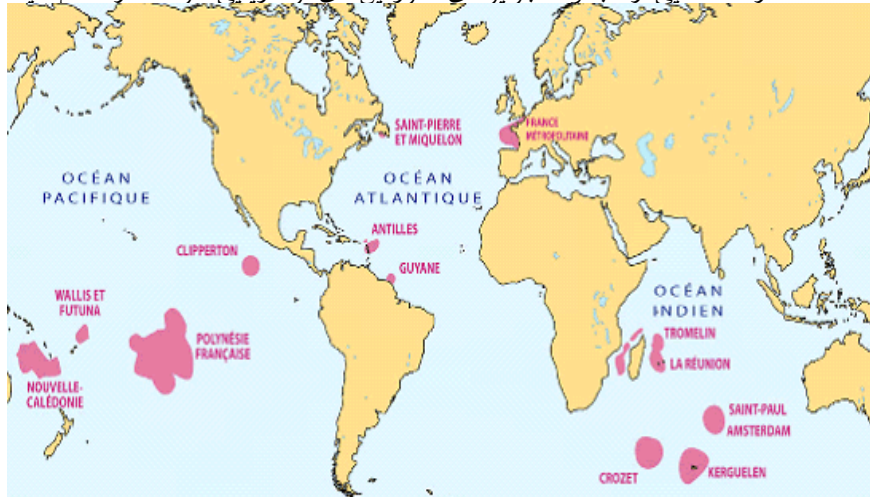 SAINT-PIERRE
ET MIQUELON
FRANCE
MÉTROPOLITAINE
OCÉAN
PACIFIQUE
OCÉAN
ATLANTIQUE
ANTILLES
CLIPPERTON
GUYANE
WALLIS ET
FUTUNA
POLYNÉSIE
FRANÇAISE
NOUVELLE-
CALÉDONIE
OCÉAN
INDIEN
TROMELIN
LA RÉUNION
SAINT-PAUL
AMSTERDAM
CROZET
KERGUELEN